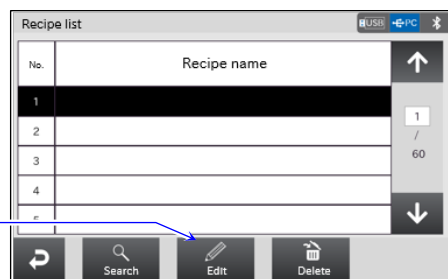 Recipe list
USB
PC
No.
Recipe name
1
2
3
4
1
/
60
Search
Edit
Delete